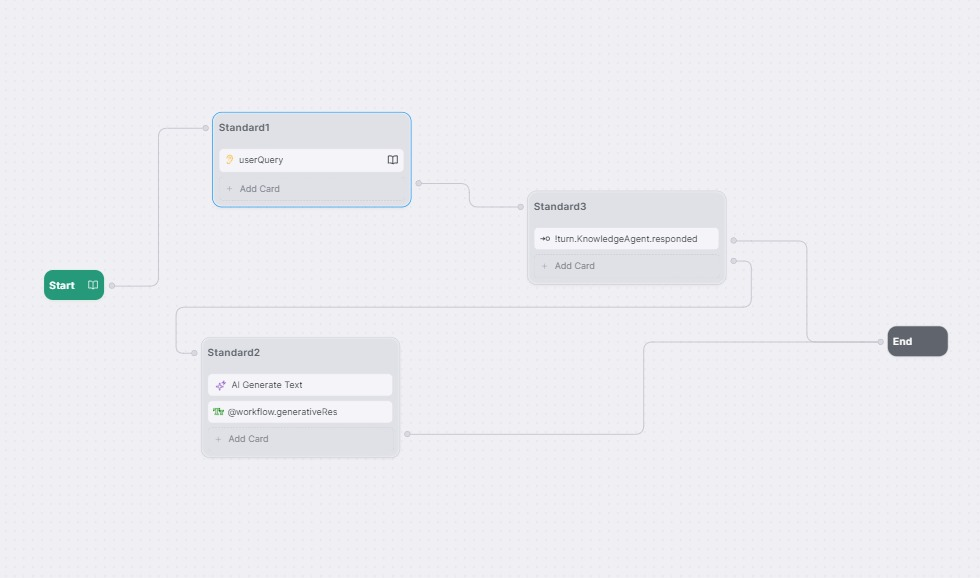 Standard1
userQuery
+ Add Card
Standard3
!turn.KnowledgeAgent.responded
+ Add Card
Start
End
Standard2
AI Generate Text
@workflow.generativeRes
+ Add Card